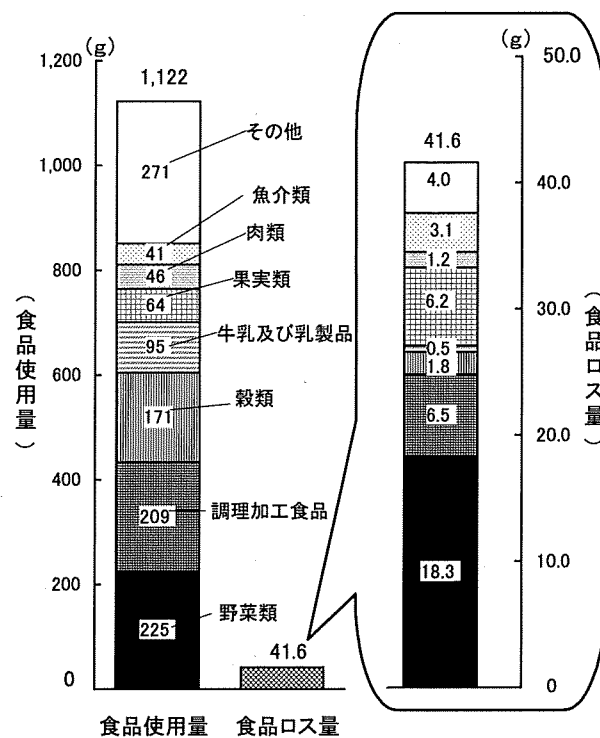 (g)
1,200
1,000
800
600
400
200
0
(食品使用量)
1,122
271
41
46
64
95
171
209
225
その他
魚介類
肉類
果実類
牛乳及び乳製品
穀類
調理加工食品
野菜類
41.6
食品使用量
食品ロス量
(g)
50.0
40.0
30.0
20.0
10.0
0
(食品ロス量)
41.6
4.0
3.1
1.2
6.2
0.5
1.8
6.5
18.3